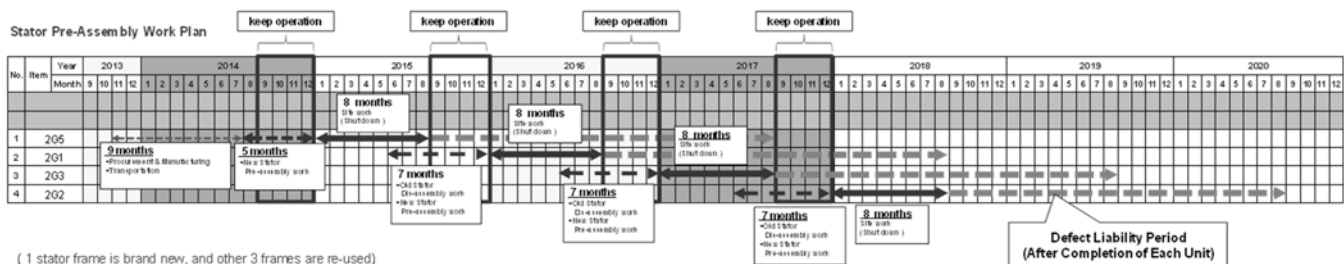 keep operation
keep operation
keep operation
keep operation
Stator Pre-Assembly Work Plan
No. Item Year 2013 2014 2015 2016 2017 2018 2019 2020
Month 9 10 11 12 1 2 3 4 5 6 7 8 9 10 11 12 1 2 3 4 5 6 7 8 9 10 11 12 1 2 3 4 5 6 7 8 9 10 11 12 1 2 3 4 5 6 7 8 9 10 11 12 1 2 3 4 5 6 7 8 9 10 11 12 1 2 3 4 5 6 7 8 9 10 11 12 1 2 3 4 5 6 7 8 9 10 11 12
8 months
Site work
(Shut down)
8 months
Site work
(Shut down)
8 months
Site work
(Shut down)
1 2G5
2 2G1
3 2G3
4 2G2
9 months
•Procurement & Manufacturing
•Transportation
5 months
•New Stator
Pre-assembly work
7 months
•Old Stator
Dis-assembly work
•New Stator
Pre-assembly work
7 months
•Old Stator
Dis-assembly work
•New Stator
Pre-assembly work
7 months
•Old Stator
Dis-assembly work
•New Stator
Pre-assembly work
8 months
Site work
(Shut down)
Defect Liability Period
(After Completion of Each Unit)
( 1 stator frame is brand new, and other 3 frames are re-used)